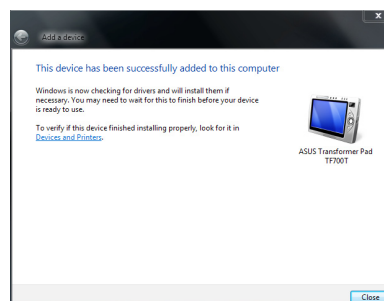 Add a device
This device has been successfully added to this computer
Windows is now checking for drivers and will install them if
necessary. You may need to wait for this to finish before your device
is ready to use.
To verify if this device finished installing properly, look for it in
Devices and Printers.
ASUS Transformer Pad
TF700T
Close